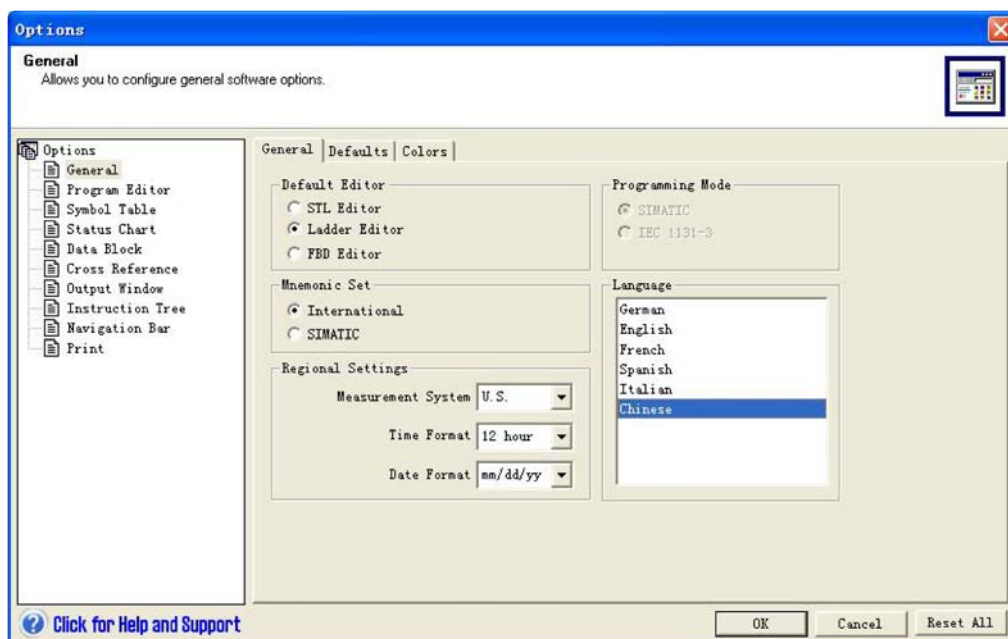 Options
General
Allows you to configure general software options.
Options
General
Program Editor
Symbol Table
Status Chart
Data Block
Cross Reference
Output Window
Instruction Tree
Navigation Bar
Print
General Defaults Colors
Default Editor
STL Editor
Ladder Editor
FBD Editor
Programming Mode
SIMATIC
IEC 1131-3
Mnemonic Set
International
SIMATIC
Language
German
English
French
Spanish
Italian
Chinese
Regional Settings
Measurement System U.S.
Time Format 12 hour
Date Format mm/dd/yy
Click for Help and Support
OK Cancel Reset All